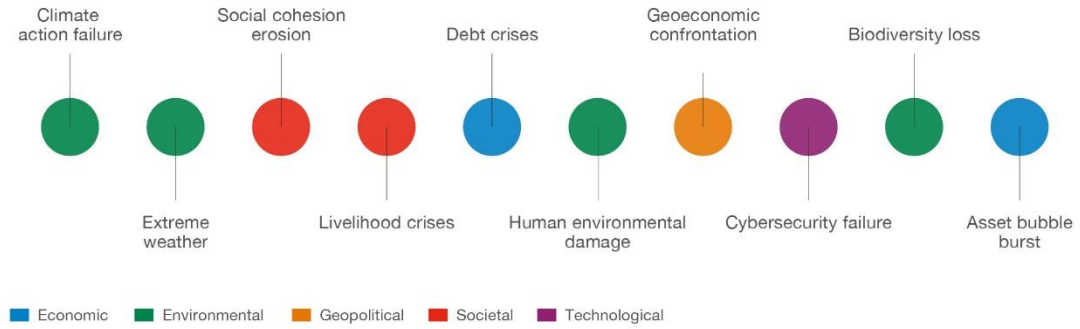 Climate
action failure
Social cohesion
erosion
Debt crises
Geoeconomic
confrontation
Biodiversity loss
Extreme
weather
Livelihood crises
Human environmental
damage
Cybersecurity failure
Asset bubble
burst
Economic
Environmental
Geopolitical
Societal
Technological